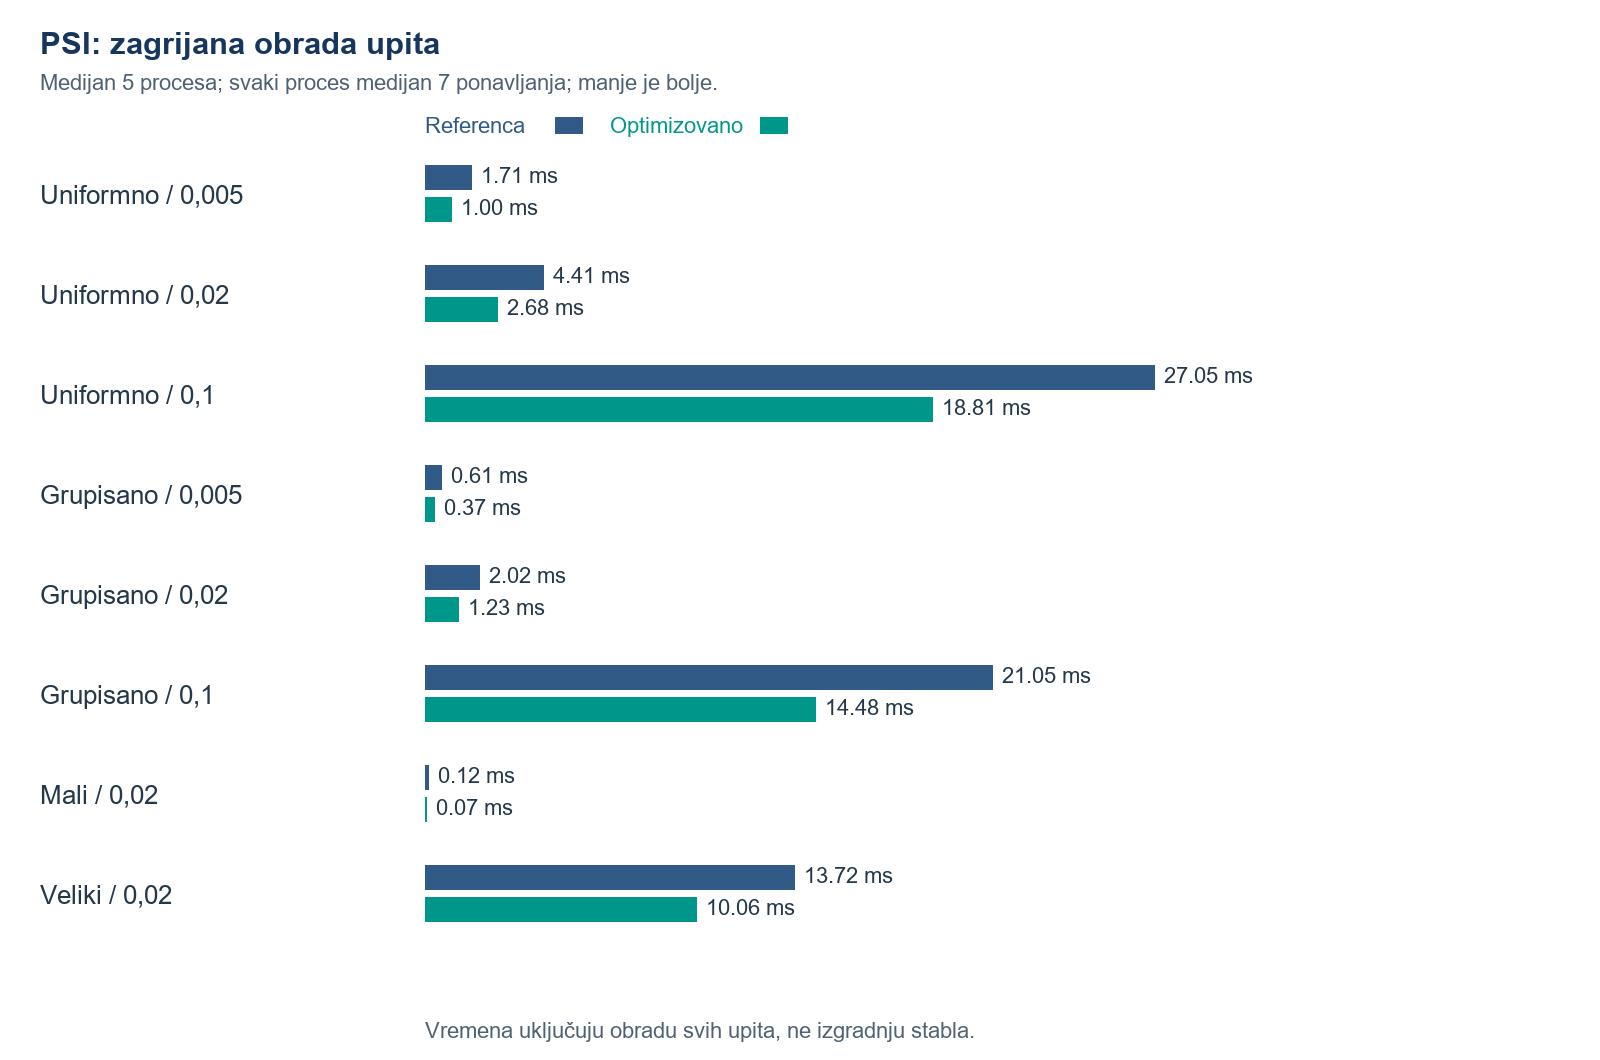 PSI: zagrijana obrada upita
Medijan 5 procesa; svaki proces medijan 7 ponavljanja; manje je bolje.
Referenca Optimizovano
Uniformno / 0,005
1.71 ms
1.00 ms
Uniformno / 0,02
4.41 ms
2.68 ms
Uniformno / 0,1
27.05 ms
18.81 ms
Grupisano / 0,005
0.61 ms
0.37 ms
Grupisano / 0,02
2.02 ms
1.23 ms
Grupisano / 0,1
21.05 ms
14.48 ms
Mali / 0,02
0.12 ms
0.07 ms
Veliki / 0,02
13.72 ms
10.06 ms
Vremena uključuju obradu svih upita, ne izgradnju stabla.